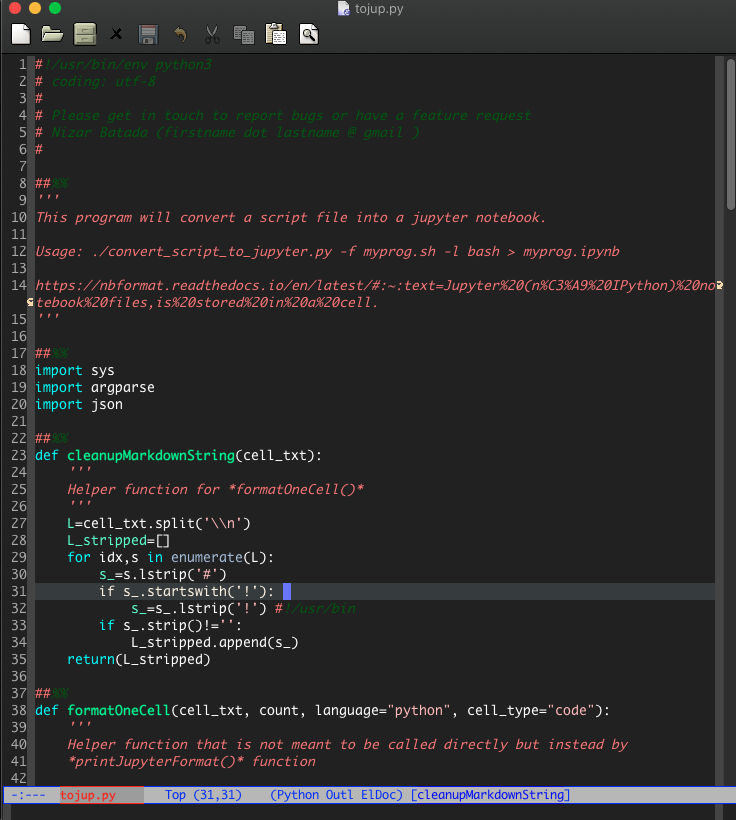 tojup.py
1 #!/usr/bin/env python3
2 # coding: utf-8
3 #
4 # Please get in touch to report bugs or have a feature request
5 # Nizar Batada (firstname dot lastname @ gmail )
6 #
7
8 ##%%
9 '''
10 This program will convert a script file into a jupyter notebook.
11
12 Usage: ./convert_script_to_jupyter.py -f myprog.sh -l bash > myprog.ipynb
13
14 https://nbformat.readthedocs.io/en/latest/#:~:text=Jupyter%20(n%C3%A9%20IPython)%20no
tebook%20files,is%20stored%20in%20a%20cell.
15 '''
16
17 ##%%
18 import sys
19 import argparse
20 import json
21
22 ##%%
23 def cleanupMarkdownString(cell_txt):
24     '''
25     Helper function for *formatOneCell()*
26     '''
27     L=cell_txt.split('\\n')
28     L_stripped=[]
29     for idx,s in enumerate(L):
30         s_=s.lstrip('#')
31         if s_.startswith('!'):
32             s_=s_.lstrip('!') #!/usr/bin
33         if s_.strip()!='':
34             L_stripped.append(s_)
35     return(L_stripped)
36
37 ##%%
38 def formatOneCell(cell_txt, count, language="python", cell_type="code"):
39     '''
40     Helper function that is not meant to be called directly but instead by
41     *printJupyterFormat()* function
42
-:--- tojup.py Top (31,31) (Python Outl ElDoc) [cleanupMarkdownString]